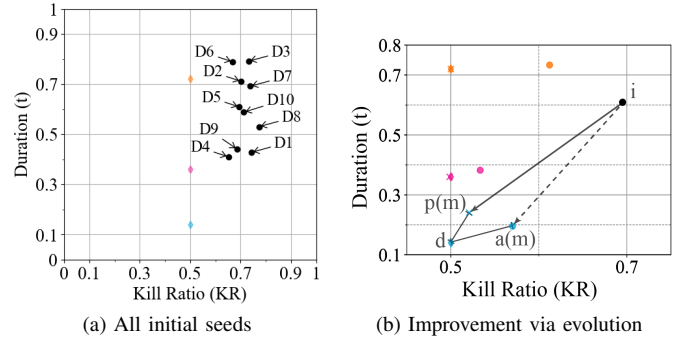 1
D6
D3
D2
D7
D5
D10
D8
D9
D4
D1
0.7
0.5
0.3
0.1
0
Duration (t)
0 0.1 0.3 0.5 0.7 0.9 1
Kill Ratio (KR)
(a) All initial seeds
0.8
0.7
0.5
0.3
0.1
Duration (t)
i
p(m)
d
a(m)
0.5 0.7
Kill Ratio (KR)
(b) Improvement via evolution